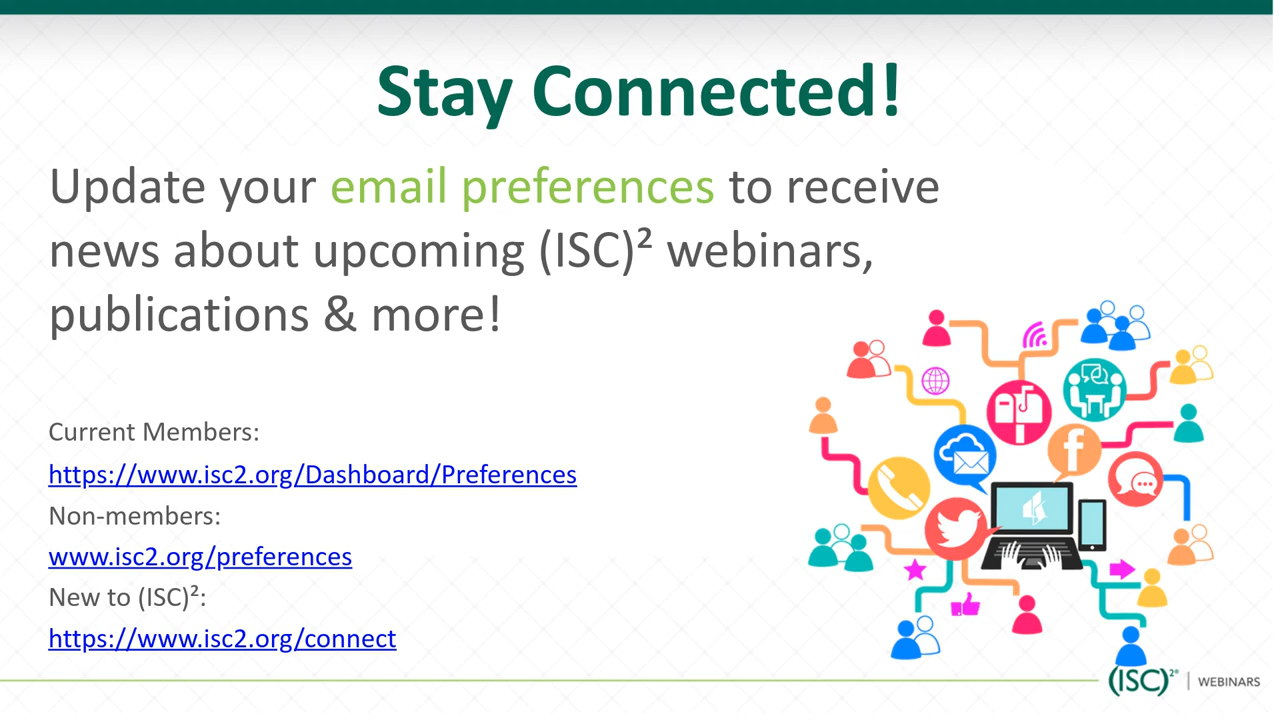 Stay Connected!
Update your email preferences to receive
news about upcoming (ISC)² webinars,
publications & more!
Current Members:
https://www.isc2.org/Dashboard/Preferences
Non-members:
www.isc2.org/preferences
New to (ISC)²:
https://www.isc2.org/connect
(ISC)²® | WEBINARS